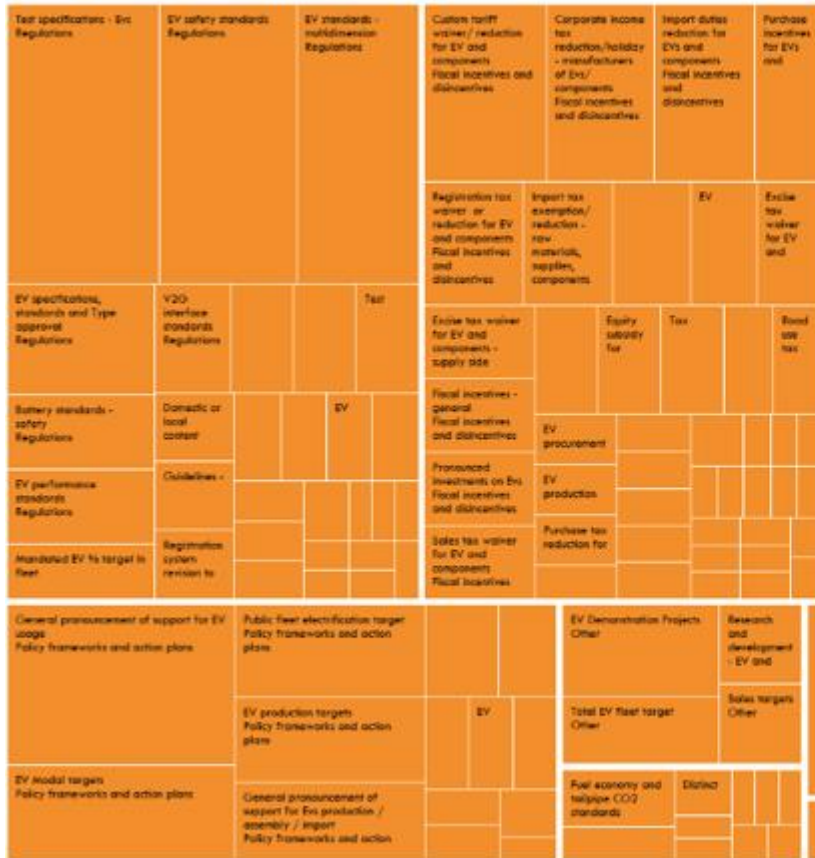 Test specifications - Evs
Regulations
EV safety standards
Regulations
EV standards -
multidimension
Regulations
EV specifications,
standards and Type
approval
Regulations
V2G
interface
standards
Regulations
Test
Battery standards -
safety
Regulations
Domestic or
local
content
EV
EV performance
standards
Regulations
Guidelines -
Mandated EV % target in
fleet
Registration
system
revision to
Custom tariff
waiver/ reduction
for EV and
components
Fiscal incentives and
disincentives
Corporate income
tax
reduction/holiday
- manufacturers
of Evs/
components
Fiscal incentives
and disincentives
Import duties
reduction for
EVs and
components
Fiscal incentives
and
disincentives
Purchase
incentives
for EVs
and
Registration tax
waiver or
reduction for EV
and components
Fiscal incentives
and
disincentives
Import tax
exemption/
reduction -
raw
materials,
supplies,
components
EV
Excise
tax
waiver
for EV and
Excise tax waiver
for EV and
components -
supply side
Equity
subsidy
for
Tax
Road
use
tax
Fiscal incentives -
general
Fiscal incentives
and disincentives
EV
procurement
Pronounced
investments on Evs
Fiscal incentives
and disincentives
EV
production
Sales tax waiver
for EV and
components
Fiscal incentives
Purchase tax
reduction for
General pronouncement of support for EV
usage
Policy frameworks and action plans
Public fleet electrification target
Policy frameworks and action
plans
EV production targets
Policy frameworks and action
plans
EV
EV Modal targets
Policy frameworks and action plans
General pronouncement of
support for Evs production /
assembly / import
Policy frameworks and action
EV Demonstration Projects
Other
Research
and
development
- EV and
Total EV fleet target
Other
Sales targets
Other
Fuel economy and
tailpipe CO2
standards
Distinct